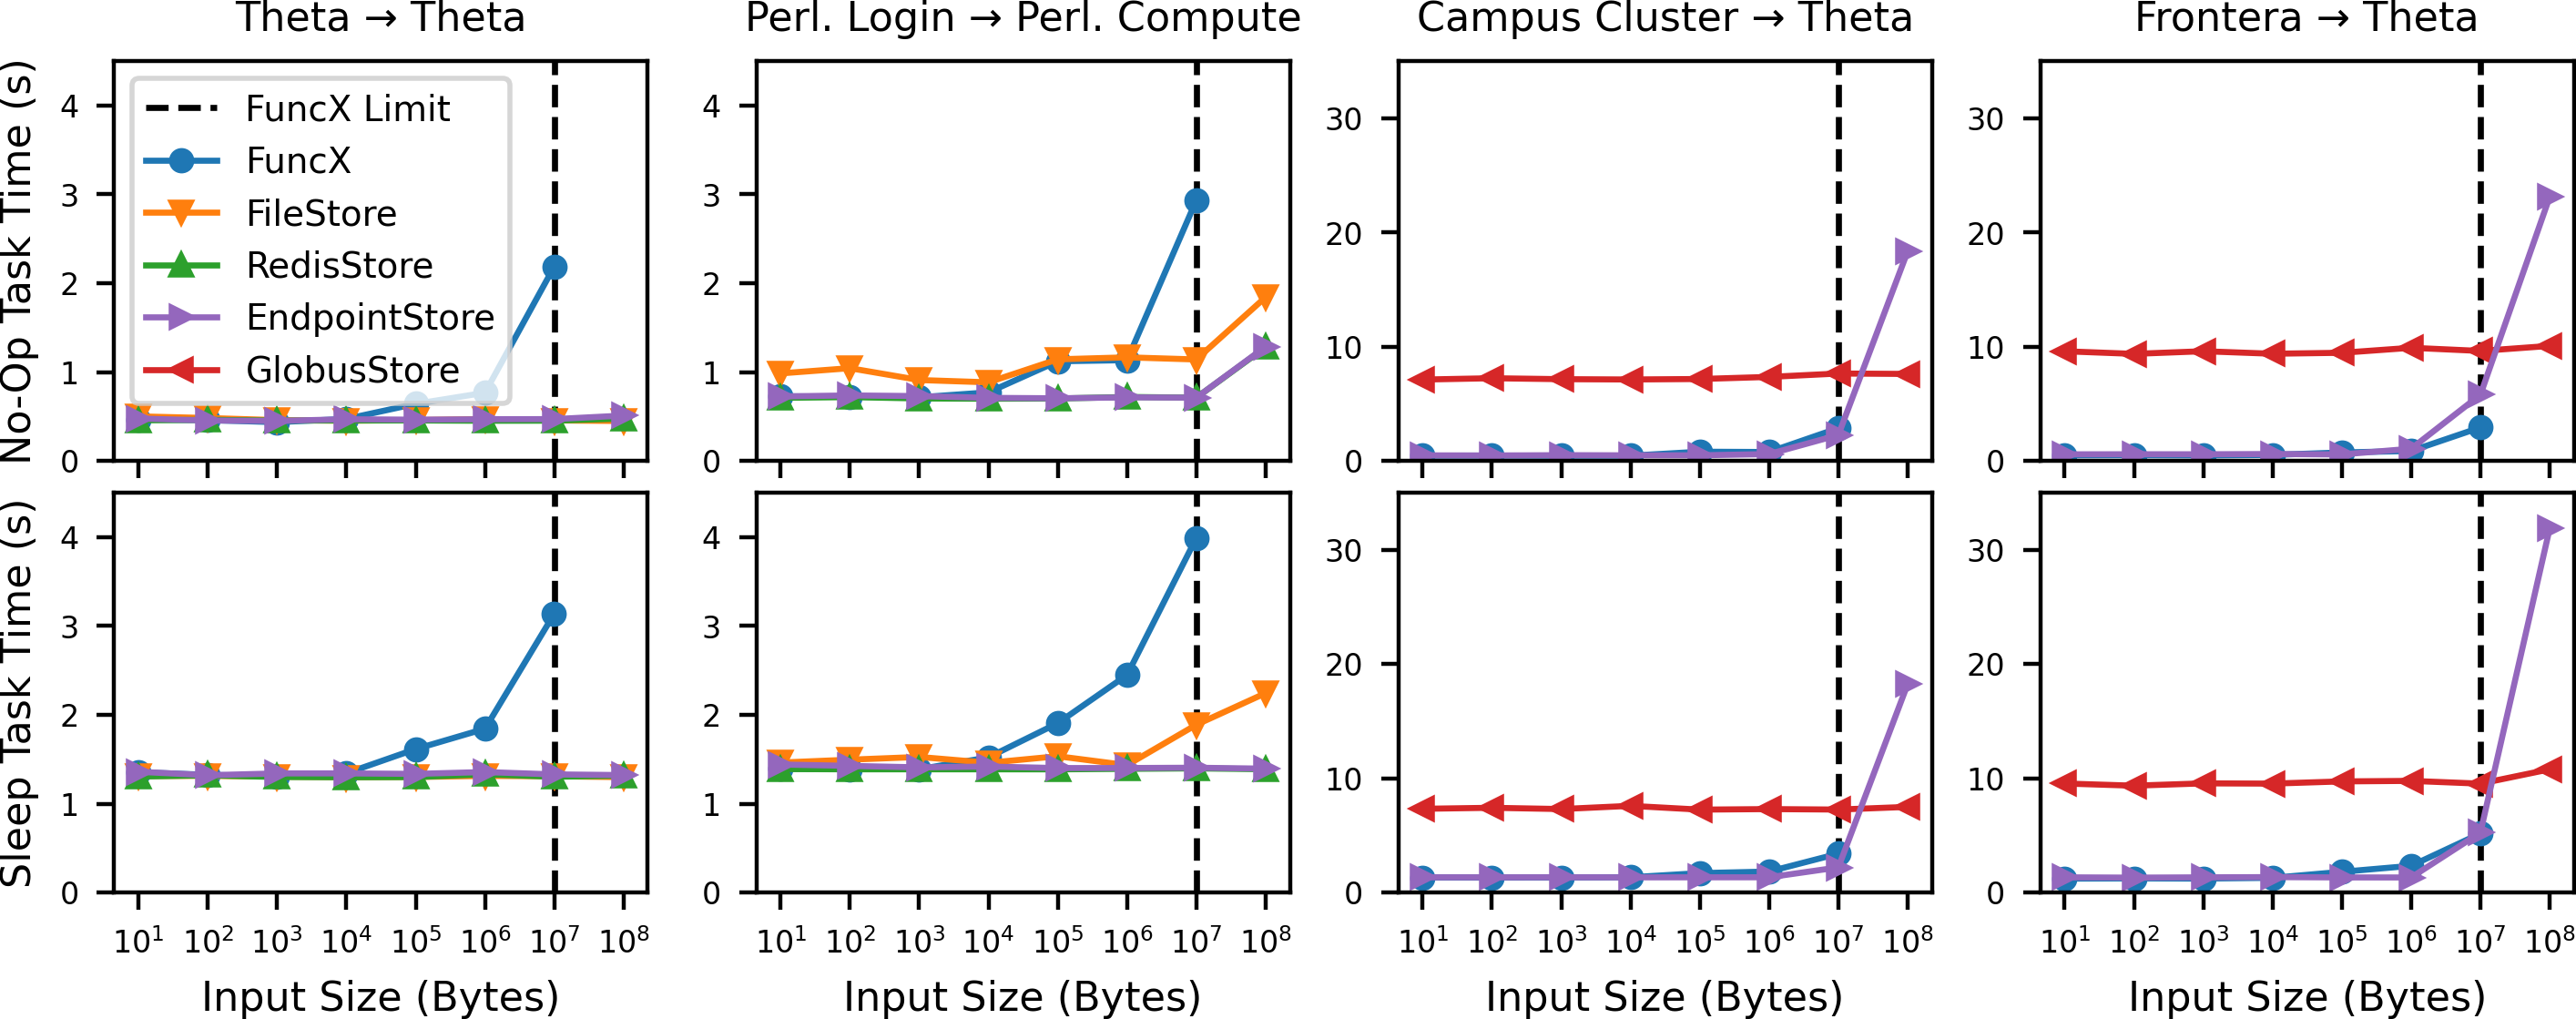 Theta → Theta
Perl. Login → Perl. Compute
Campus Cluster → Theta
Frontera → Theta
No-Op Task Time (s)
4
3
2
1
0
FuncX Limit
FuncX
FileStore
RedisStore
EndpointStore
GlobusStore
4
3
2
1
0
30
20
10
0
30
20
10
0
Sleep Task Time (s)
4
3
2
1
0
4
3
2
1
0
30
20
10
0
30
20
10
0
10¹ 10² 10³ 10⁴ 10⁵ 10⁶ 10⁷ 10⁸
10¹ 10² 10³ 10⁴ 10⁵ 10⁶ 10⁷ 10⁸
10¹ 10² 10³ 10⁴ 10⁵ 10⁶ 10⁷ 10⁸
10¹ 10² 10³ 10⁴ 10⁵ 10⁶ 10⁷ 10⁸
Input Size (Bytes)
Input Size (Bytes)
Input Size (Bytes)
Input Size (Bytes)